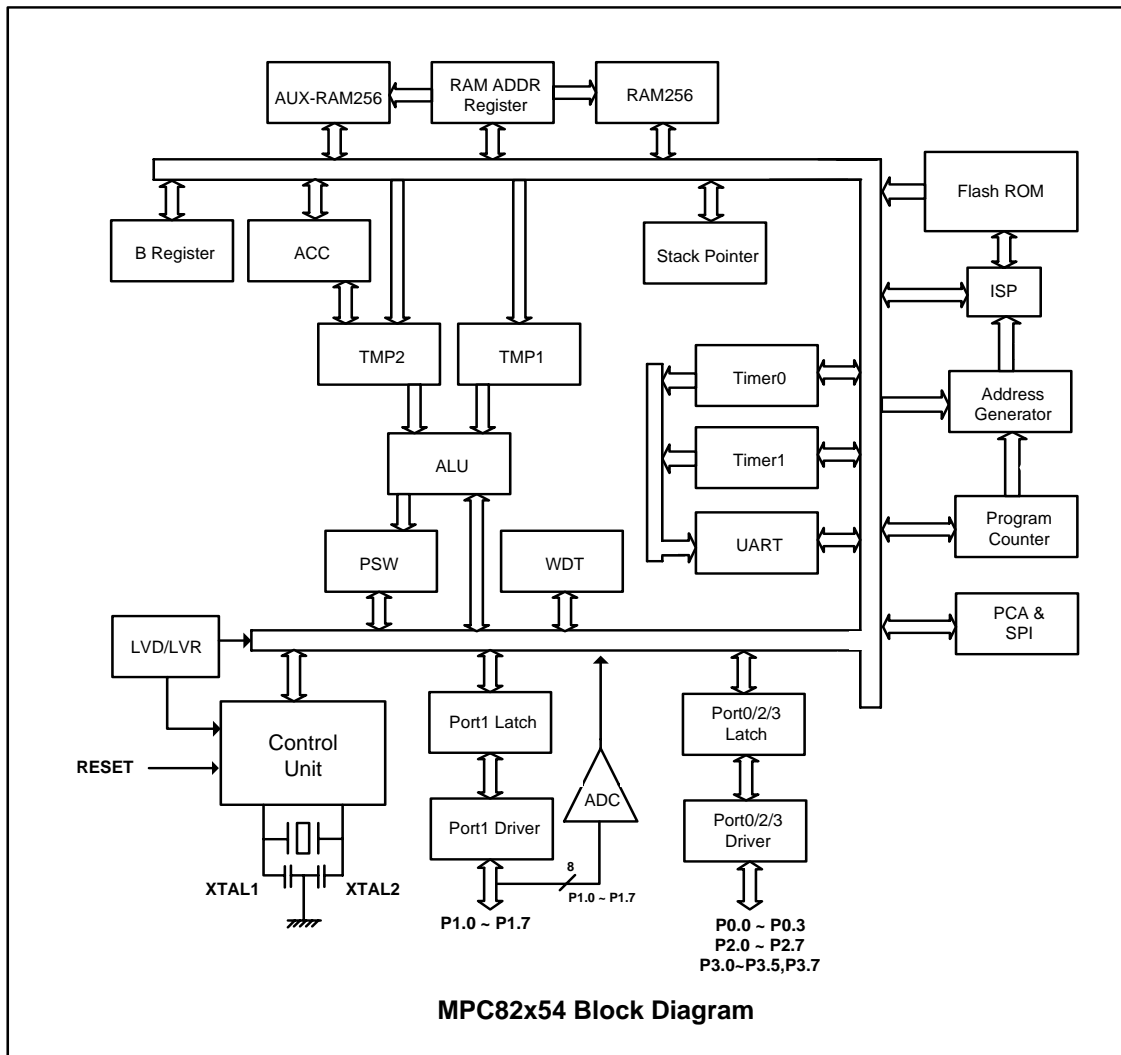 AUX-RAM256
RAM ADDR
Register
RAM256
Flash ROM
B Register
ACC
Stack Pointer
ISP
TMP2
TMP1
Timer0
Address
Generator
ALU
Timer1
Program
Counter
PSW
WDT
UART
LVD/LVR
PCA &
SPI
Port1 Latch
Port0/2/3
Latch
Control
Unit
RESET
ADC
Port1 Driver
Port0/2/3
Driver
XTAL1
XTAL2
8
P1.0 ~ P1.7
P1.0 ~ P1.7
P0.0 ~ P0.3
P2.0 ~ P2.7
P3.0~P3.5,P3.7
MPC82x54 Block Diagram